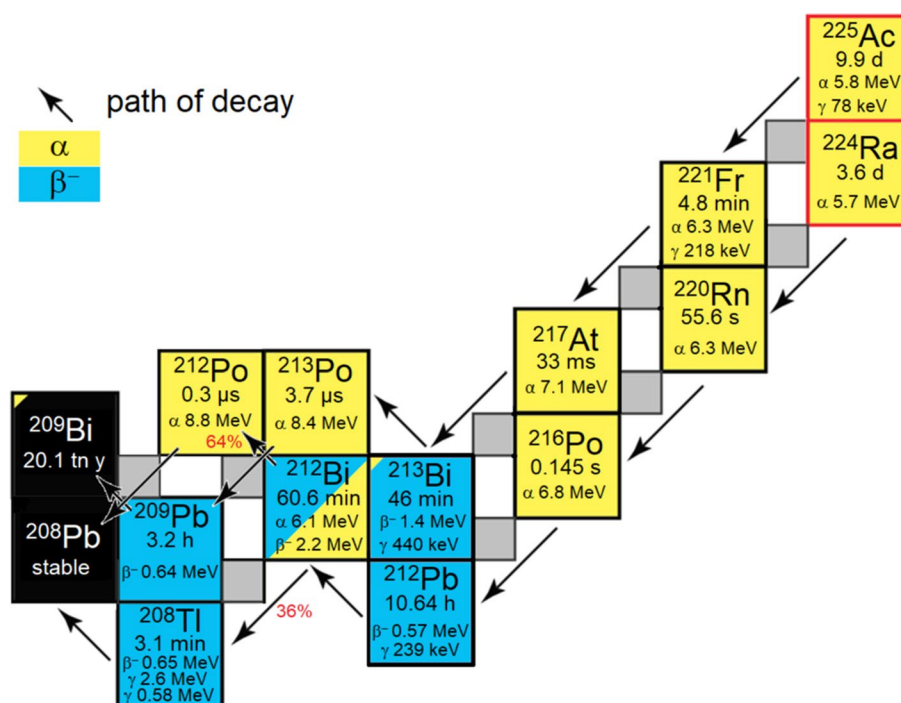 path of decay
α
β⁻
²²⁵Ac
9.9 d
α 5.8 MeV
γ 78 keV
²²⁴Ra
3.6 d
α 5.7 MeV
²²¹Fr
4.8 min
α 6.3 MeV
γ 218 keV
²²⁰Rn
55.6 s
α 6.3 MeV
²¹⁷At
33 ms
α 7.1 MeV
²¹⁶Po
0.145 s
α 6.8 MeV
²¹²Po
0.3 µs
α 8.8 MeV
64%
²¹³Po
3.7 µs
α 8.4 MeV
²⁰⁹Bi
20.1 tn y
²⁰⁸Pb
stable
²⁰⁹Pb
3.2 h
β⁻ 0.64 MeV
²¹²Bi
60.6 min
α 6.1 MeV
β⁻ 2.2 MeV
²¹³Bi
46 min
β⁻ 1.4 MeV
γ 440 keV
²¹²Pb
10.64 h
β⁻ 0.57 MeV
γ 239 keV
36%
²⁰⁸Tl
3.1 min
β⁻ 0.65 MeV
γ 2.6 MeV
γ 0.58 MeV